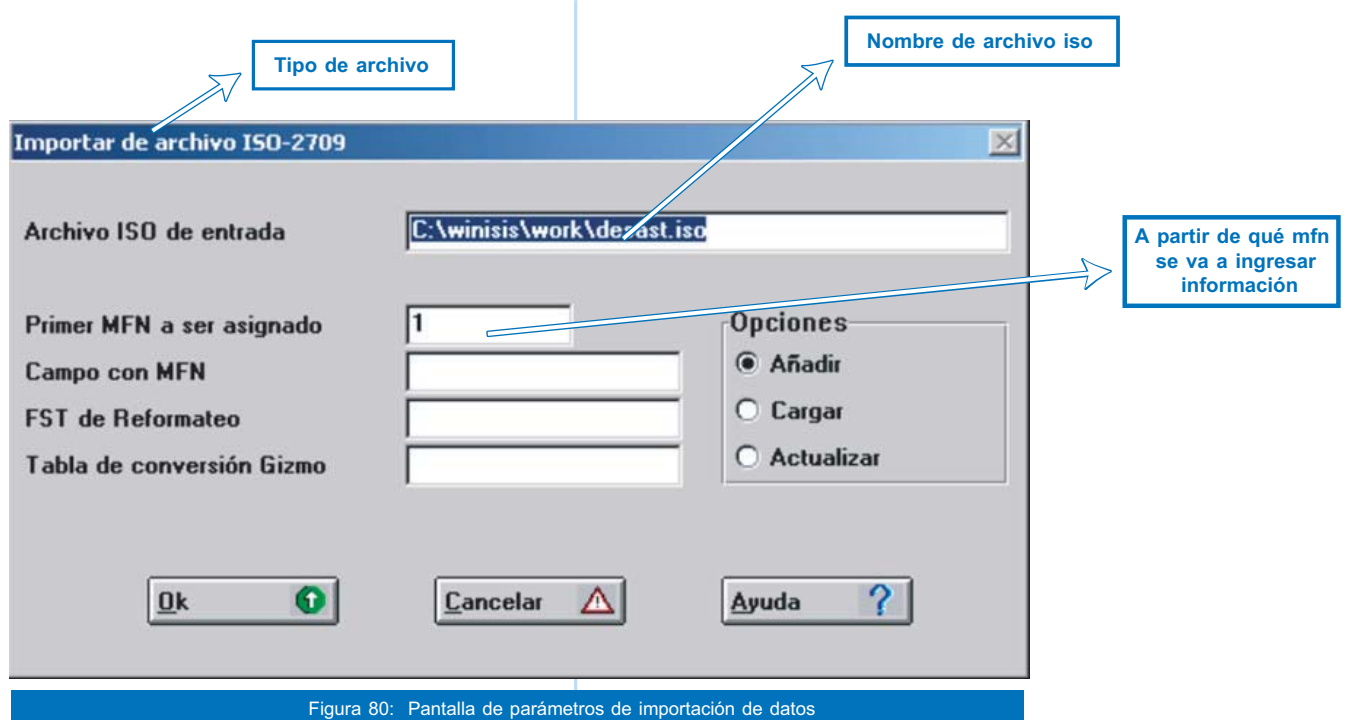 Nombre de archivo iso
Tipo de archivo
Importar de archivo ISO-2709
Archivo ISO de entrada
C:\winisis\work\desast.iso
A partir de qué mfn
se va a ingresar
información
Primer MFN a ser asignado
1
Opciones
Campo con MFN
Añadir
FST de Reformateo
Cargar
Tabla de conversión Gizmo
Actualizar
Ok
Cancelar
Ayuda
?
Figura 80: Pantalla de parámetros de importación de datos